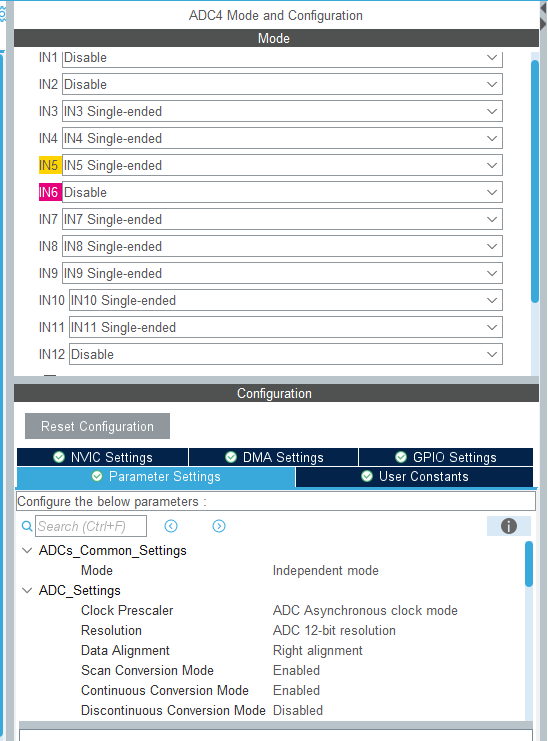 ADC4 Mode and Configuration
Mode
IN1 Disable
IN2 Disable
IN3 IN3 Single-ended
IN4 IN4 Single-ended
IN5 IN5 Single-ended
IN6 Disable
IN7 IN7 Single-ended
IN8 IN8 Single-ended
IN9 IN9 Single-ended
IN10 IN10 Single-ended
IN11 IN11 Single-ended
IN12 Disable
Configuration
Reset Configuration
NVIC Settings DMA Settings GPIO Settings
Parameter Settings User Constants
Configure the below parameters :
Search (Ctrl+F)
ADCs_Common_Settings
Mode Independent mode
ADC_Settings
Clock Prescaler ADC Asynchronous clock mode
Resolution ADC 12-bit resolution
Data Alignment Right alignment
Scan Conversion Mode Enabled
Continuous Conversion Mode Enabled
Discontinuous Conversion Mode Disabled